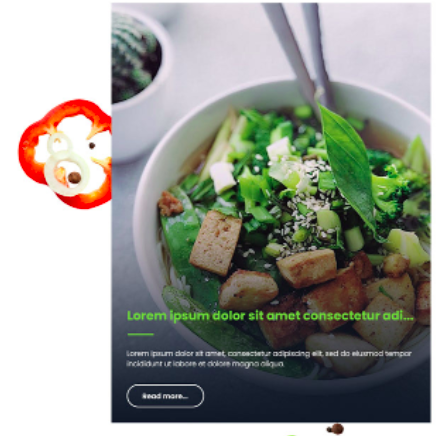 Lorem ipsum dolor sit amet consectetur adi...
Lorem ipsum dolor sit amet, consectetur adipiscing elit, sed do eiusmod tempor
incididunt ut labore et dolore magna aliqua.
Read more...